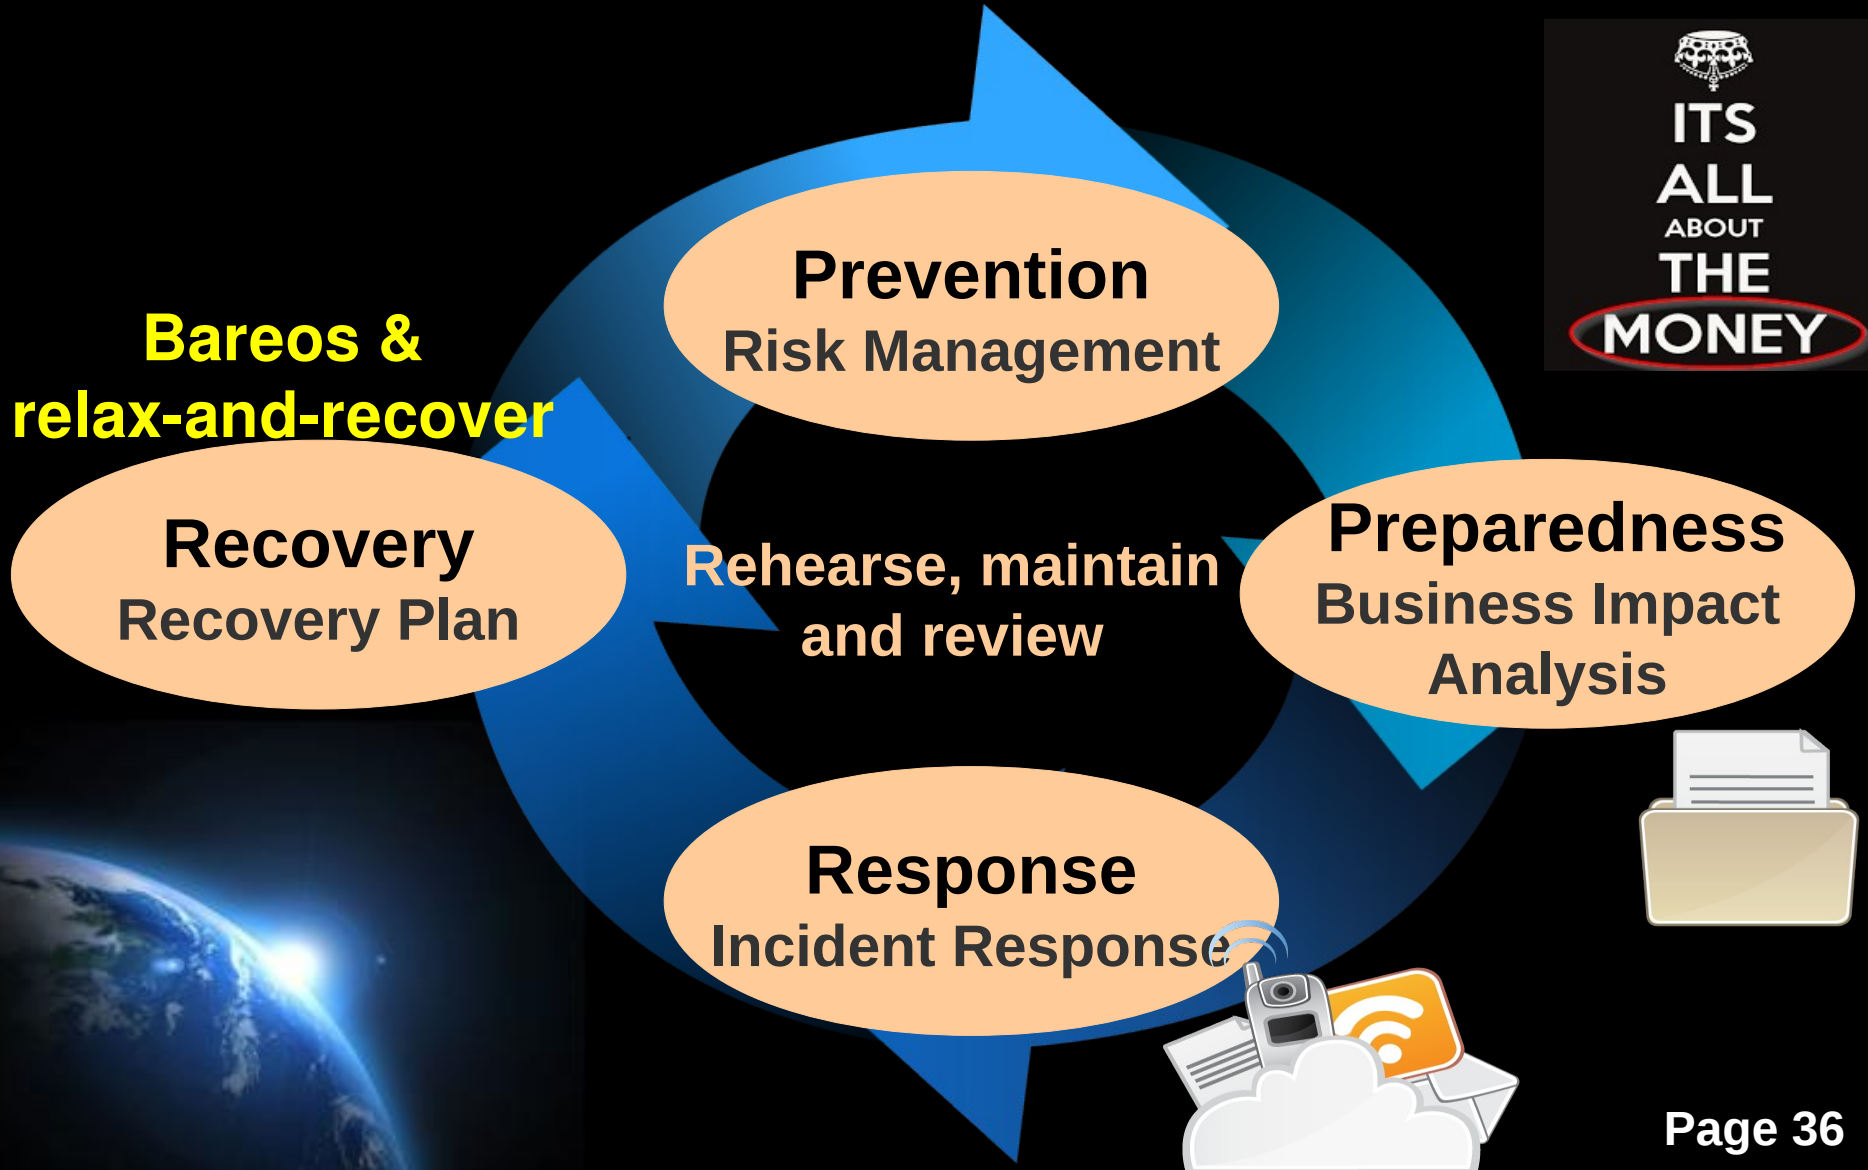 ITS
ALL
ABOUT
THE
MONEY
Prevention
Risk Management
Bareos &
relax-and-recover
Recovery
Recovery Plan
Rehearse, maintain
and review
Preparedness
Business Impact
Analysis
Response
Incident Response
Page 36